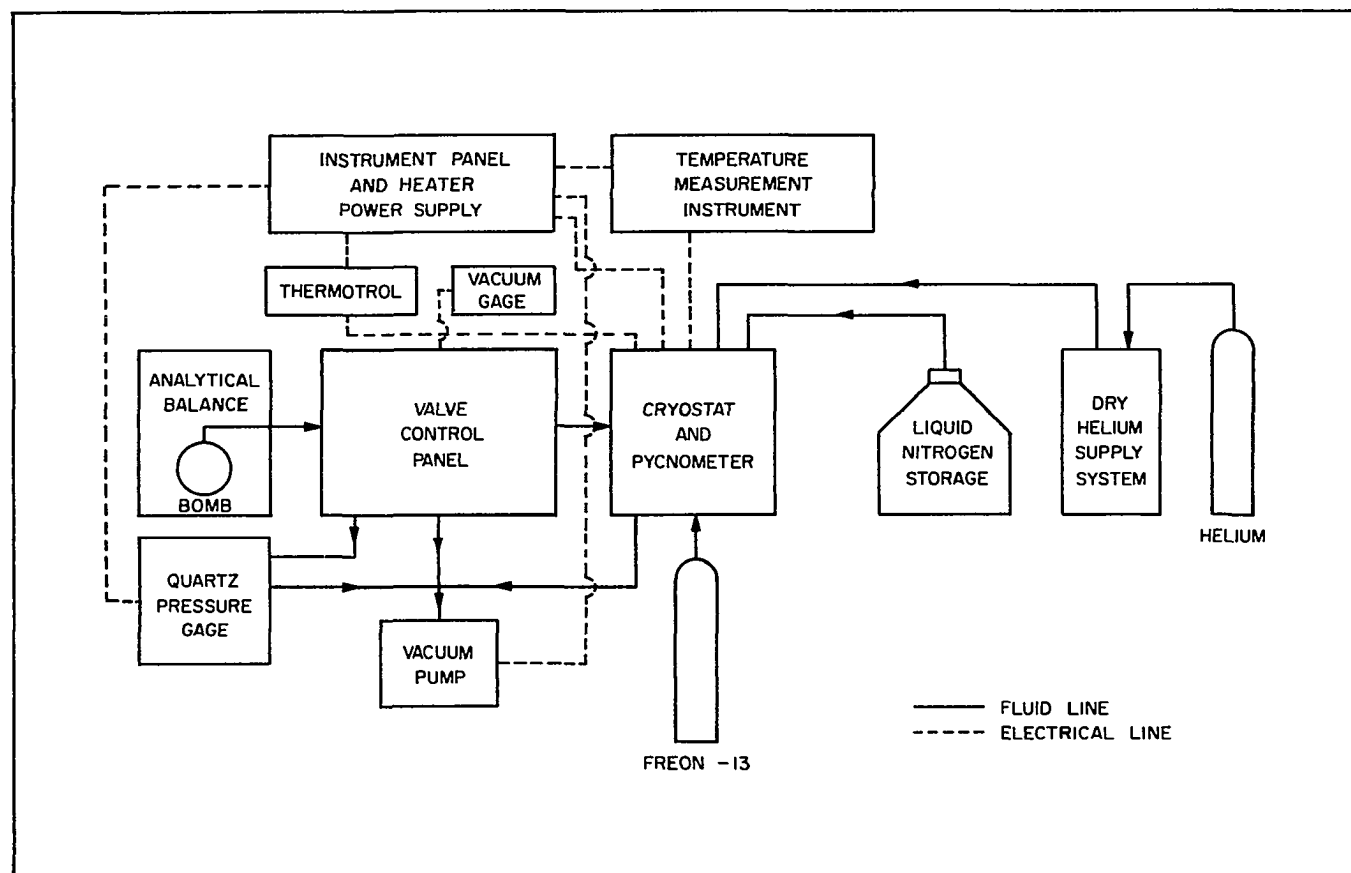 INSTRUMENT PANEL
AND HEATER
POWER SUPPLY
TEMPERATURE
MEASUREMENT
INSTRUMENT
THERMOTROL
VACUUM
GAGE
ANALYTICAL
BALANCE
BOMB
VALVE
CONTROL
PANEL
CRYOSTAT
AND
PYCNOMETER
LIQUID
NITROGEN
STORAGE
DRY
HELIUM
SUPPLY
SYSTEM
HELIUM
QUARTZ
PRESSURE
GAGE
VACUUM
PUMP
FREON -13
FLUID LINE
ELECTRICAL LINE